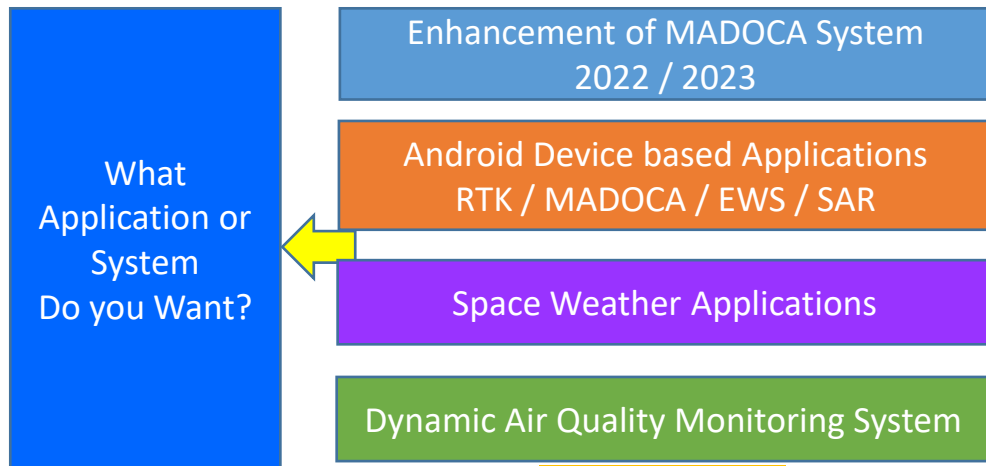 What
Application or
System
Do you Want?
Enhancement of MADOCA System
2022 / 2023
Android Device based Applications
RTK / MADOCA / EWS / SAR
Space Weather Applications
Dynamic Air Quality Monitoring System